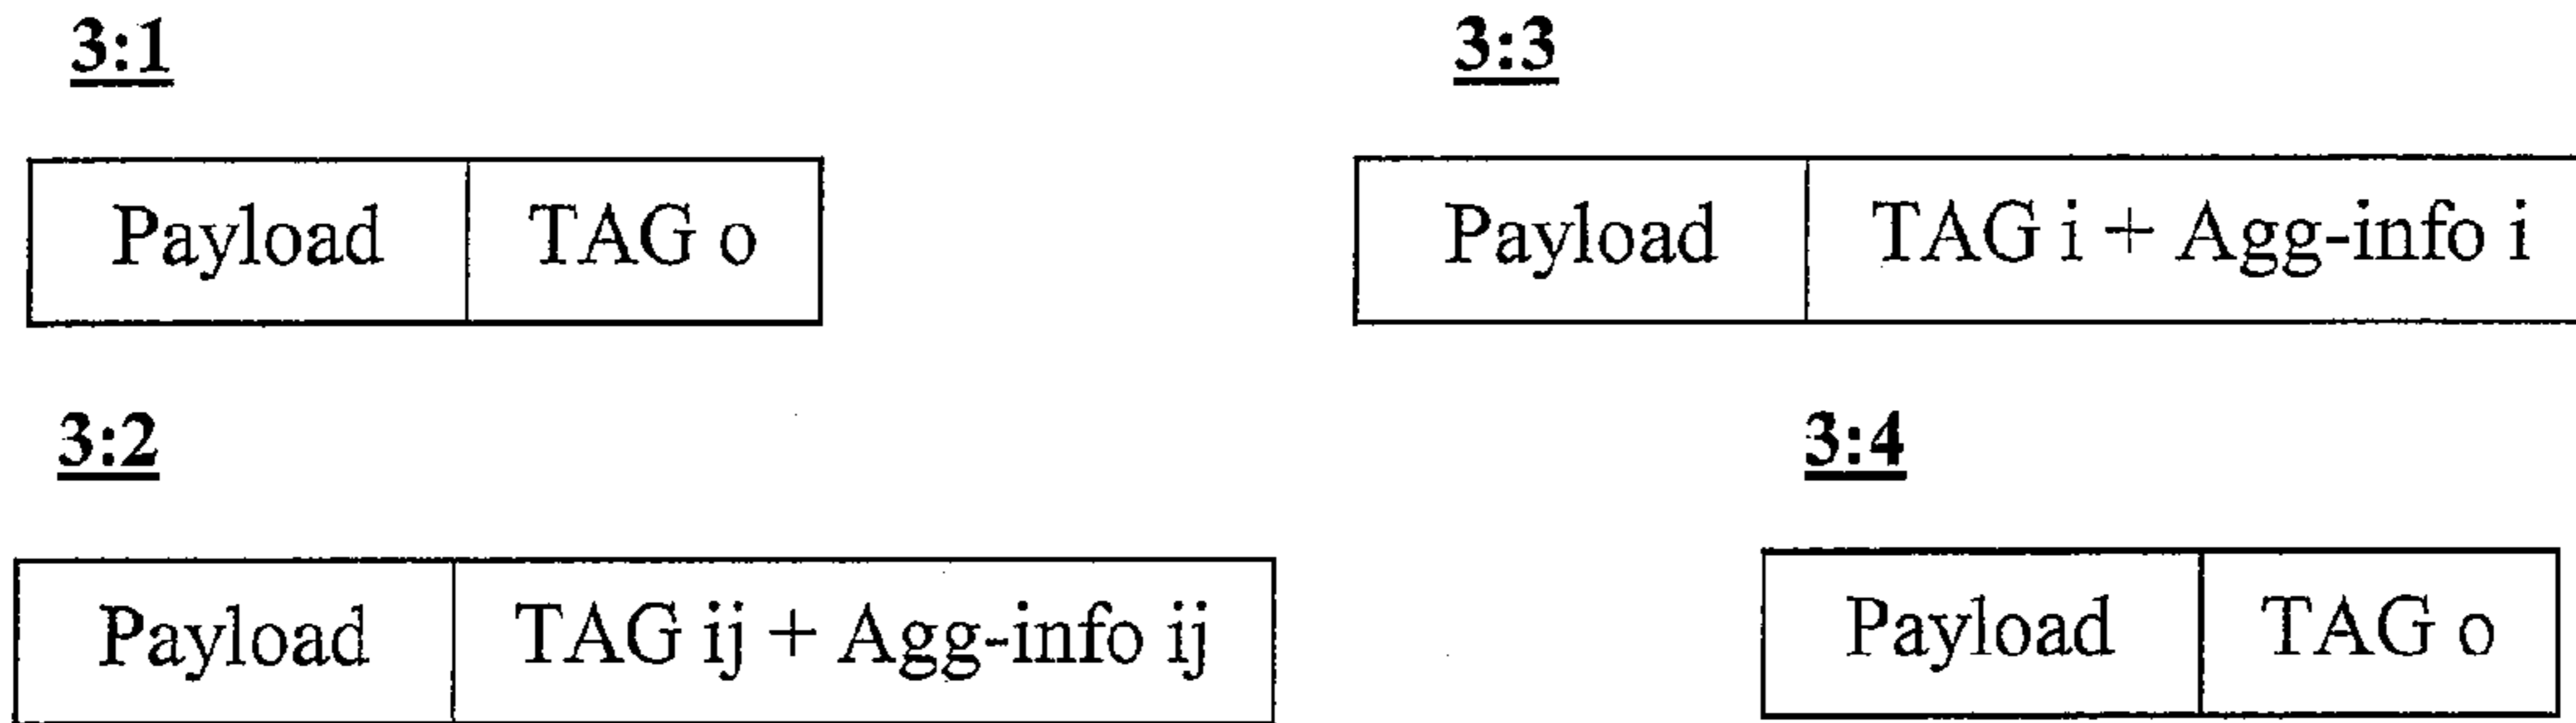 3:1
Payload TAG o
3:2
Payload TAG ij + Agg-info ij
3:3
Payload TAG i + Agg-info i
3:4
Payload TAG o